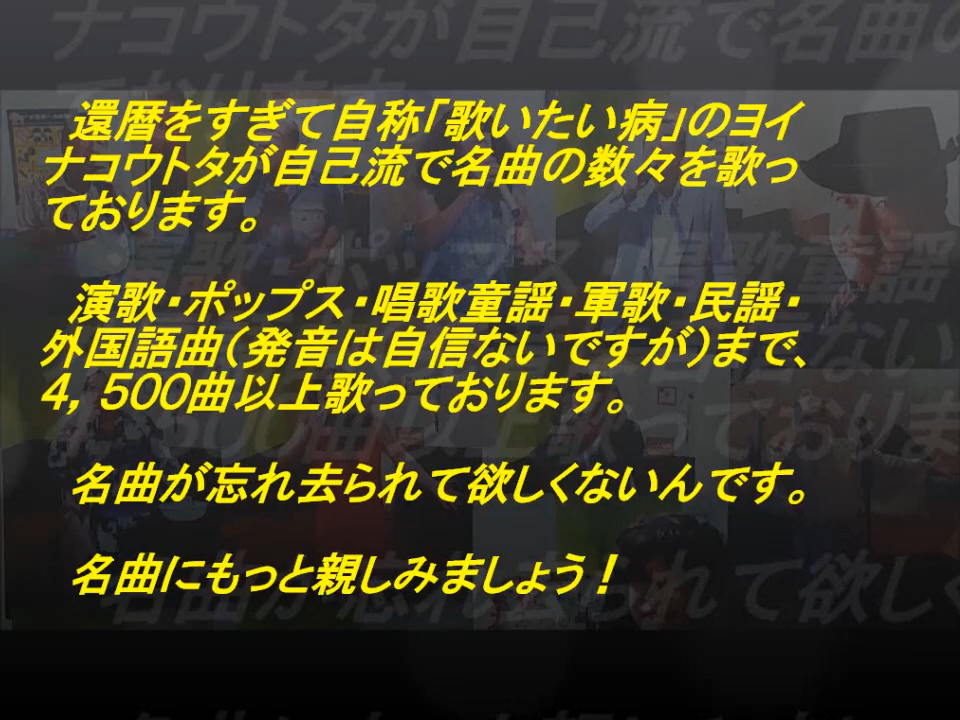 還暦をすぎて自称「歌いたい病」のヨイ
ナコウトタが自己流で名曲の数々を歌っ
ております。
演歌・ポップス・唱歌童謡・軍歌・民謡・
外国語曲（発音は自信ないですが）まで、
４，５００曲以上歌っております。
名曲が忘れ去られて欲しくないんです。
名曲にもっと親しみましょう！